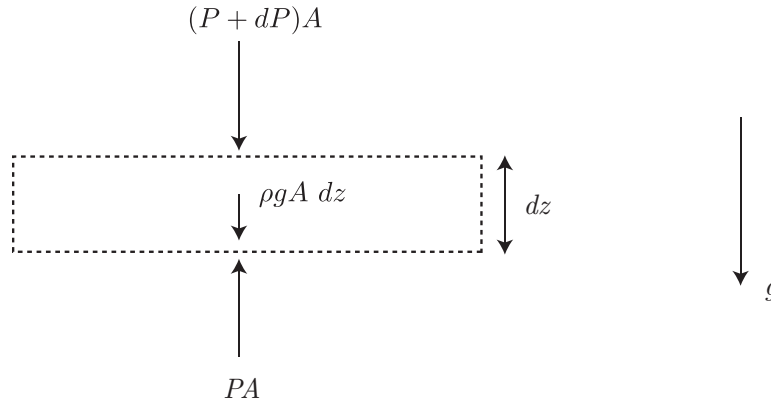 (P + dP)A
ρgA dz
dz
g
PA